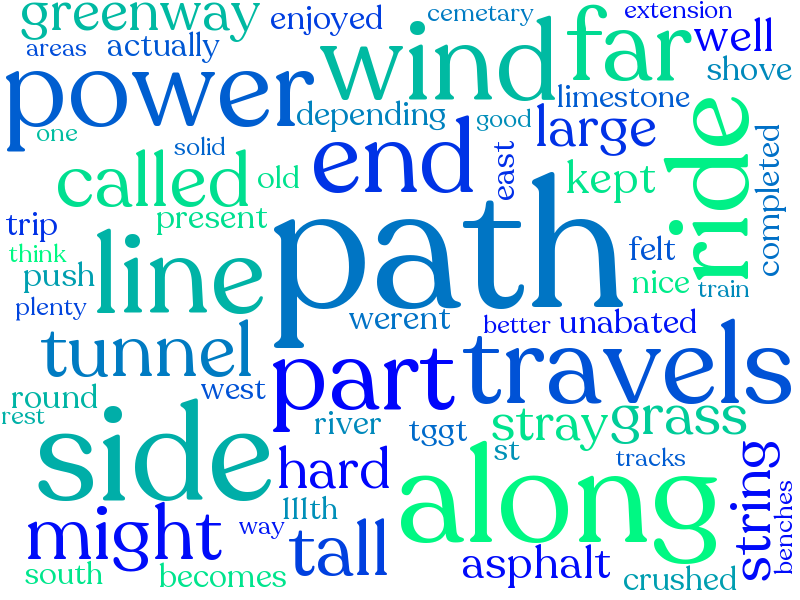 greenway
enjoyed
cemetary
extension
areas
actually
wind
far
well
shove
power
depending
good
limestone
large
one
solid
end
east
ride
completed
called
old
kept
present
path
trip
think
push
plenty
line
felt
nice
train
werent
better
unabated
tunnel
west
part
travels
round
rest
side
river
tggt
stray
grass
st
hard
along
tracks
string
benches
might
way
lllth
tall
asphalt
south
becomes
crushed